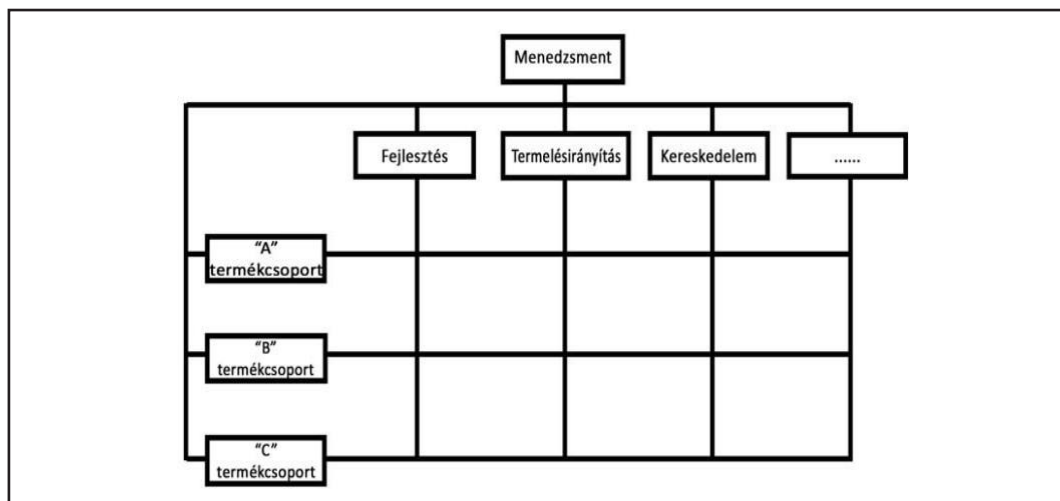 Menedzsment
Fejlesztés
Termelésirányítás
Kereskedelem
......
“A”
termékcsoport
“B”
termékcsoport
“C”
termékcsoport